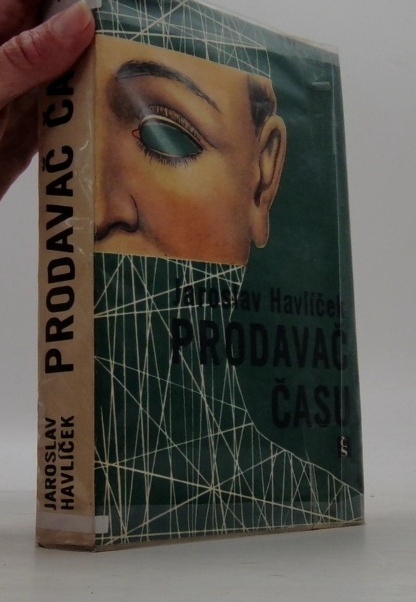 PRODAVAČ ČA
JAROSLAV
HAVLÍČEK
Jaroslav Havlíček
PRODAVAČ
ČASU